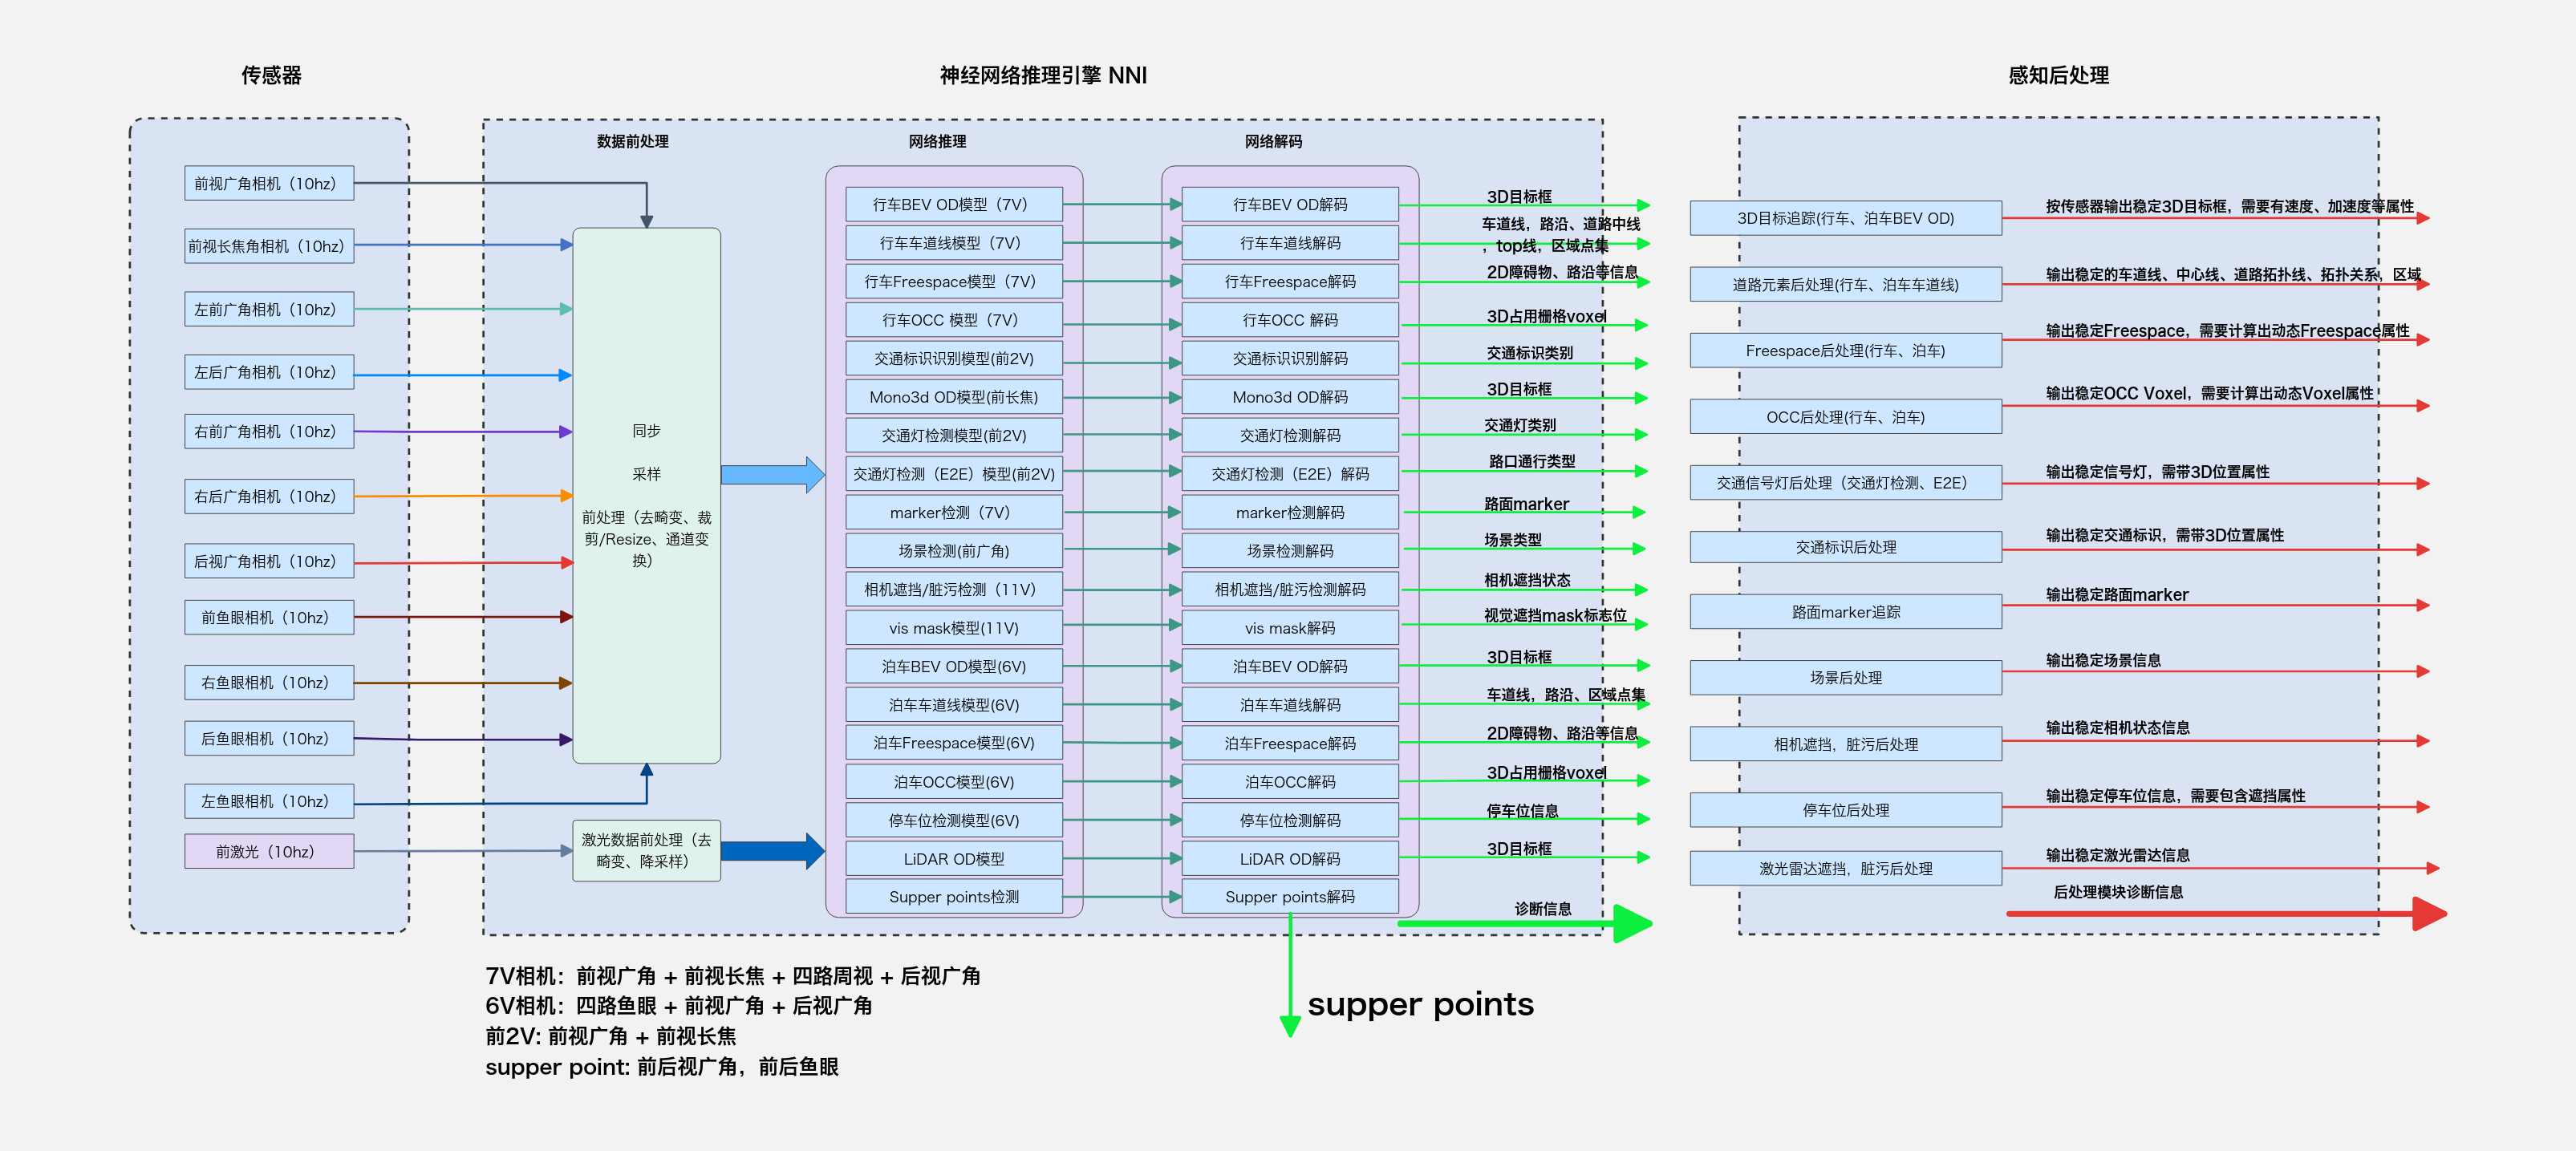 传感器
神经网络推理引擎 NNI
感知后处理
前视广角相机（10hz）
前视长焦角相机（10hz）
左前广角相机（10hz）
左后广角相机（10hz）
右前广角相机（10hz）
右后广角相机（10hz）
后视广角相机（10hz）
前鱼眼相机（10hz）
右鱼眼相机（10hz）
后鱼眼相机（10hz）
左鱼眼相机（10hz）
前激光（10hz）
数据前处理
同步
采样
前处理（去畸变、裁
剪/Resize、通道变
换）
激光数据前处理（去
畸变、降采样）
网络推理
行车BEV OD模型（7V）
行车车道线模型（7V）
行车Freespace模型（7V）
行车OCC 模型（7V）
交通标识识别模型(前2V)
Mono3d OD模型(前长焦)
交通灯检测模型(前2V)
交通灯检测（E2E）模型(前2V)
marker检测（7V）
场景检测(前广角)
相机遮挡/脏污检测（11V）
vis mask模型(11V)
泊车BEV OD模型(6V)
泊车车道线模型(6V)
泊车Freespace模型(6V)
泊车OCC模型(6V)
停车位检测模型(6V)
LiDAR OD模型
Supper points检测
网络解码
行车BEV OD解码
行车车道线解码
行车Freespace解码
行车OCC 解码
交通标识识别解码
Mono3d OD解码
交通灯检测解码
交通灯检测（E2E）解码
marker检测解码
场景检测解码
相机遮挡/脏污检测解码
vis mask解码
泊车BEV OD解码
泊车车道线解码
泊车Freespace解码
泊车OCC解码
停车位检测解码
LiDAR OD解码
Supper points解码
3D目标框
车道线，路沿、道路中线
，top线，区域点集
2D障碍物、路沿等信息
3D占用栅格voxel
交通标识类别
3D目标框
交通灯类别
路口通行类型
路面marker
场景类型
相机遮挡状态
视觉遮挡mask标志位
3D目标框
车道线，路沿、区域点集
2D障碍物、路沿等信息
3D占用栅格voxel
停车位信息
3D目标框
诊断信息
supper points
3D目标追踪(行车、泊车BEV OD)
道路元素后处理(行车、泊车车道线)
Freespace后处理(行车、泊车)
OCC后处理(行车、泊车)
交通信号灯后处理（交通灯检测、E2E）
交通标识后处理
路面marker追踪
场景后处理
相机遮挡，脏污后处理
停车位后处理
激光雷达遮挡，脏污后处理
按传感器输出稳定3D目标框，需要有速度、加速度等属性
输出稳定的车道线、中心线、道路拓扑线、拓扑关系，区域
输出稳定Freespace，需要计算出动态Freespace属性
输出稳定OCC Voxel，需要计算出动态Voxel属性
输出稳定信号灯，需带3D位置属性
输出稳定交通标识，需带3D位置属性
输出稳定路面marker
输出稳定场景信息
输出稳定相机状态信息
输出稳定停车位信息，需要包含遮挡属性
输出稳定激光雷达信息
后处理模块诊断信息
7V相机：前视广角 + 前视长焦 + 四路周视 + 后视广角
6V相机：四路鱼眼 + 前视广角 + 后视广角
前2V: 前视广角 + 前视长焦
supper point: 前后视广角，前后鱼眼